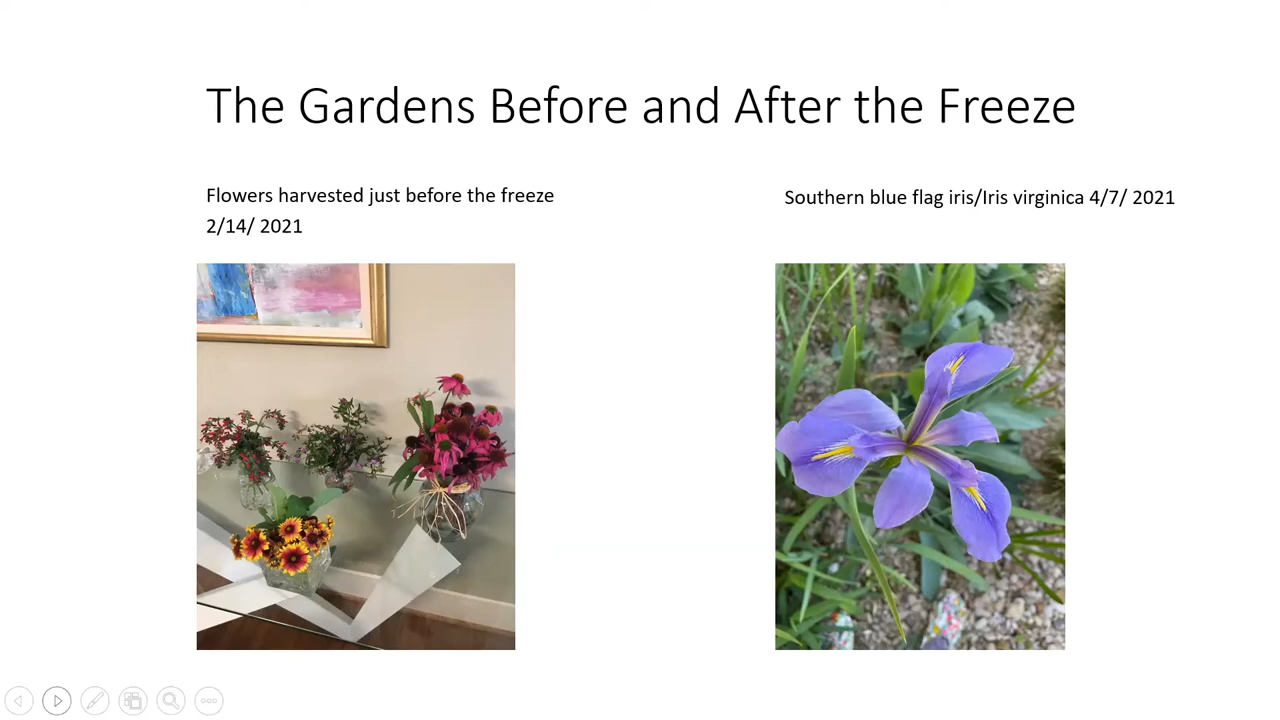 The Gardens Before and After the Freeze
Flowers harvested just before the freeze
2/14/ 2021
Southern blue flag iris/Iris virginica 4/7/ 2021